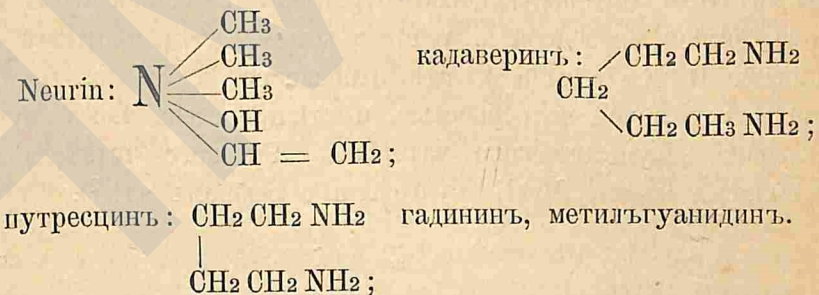 CH3
CH3
Neurin: N CH3
OH
CH = CH2;
кадаверинъ: CH2 CH2 NH2
CH2
CH2 CH3 NH2;
путресцинъ: CH2 CH2 NH2 гадининъ, метилъгуанидинъ.
CH2 CH2 NH2;